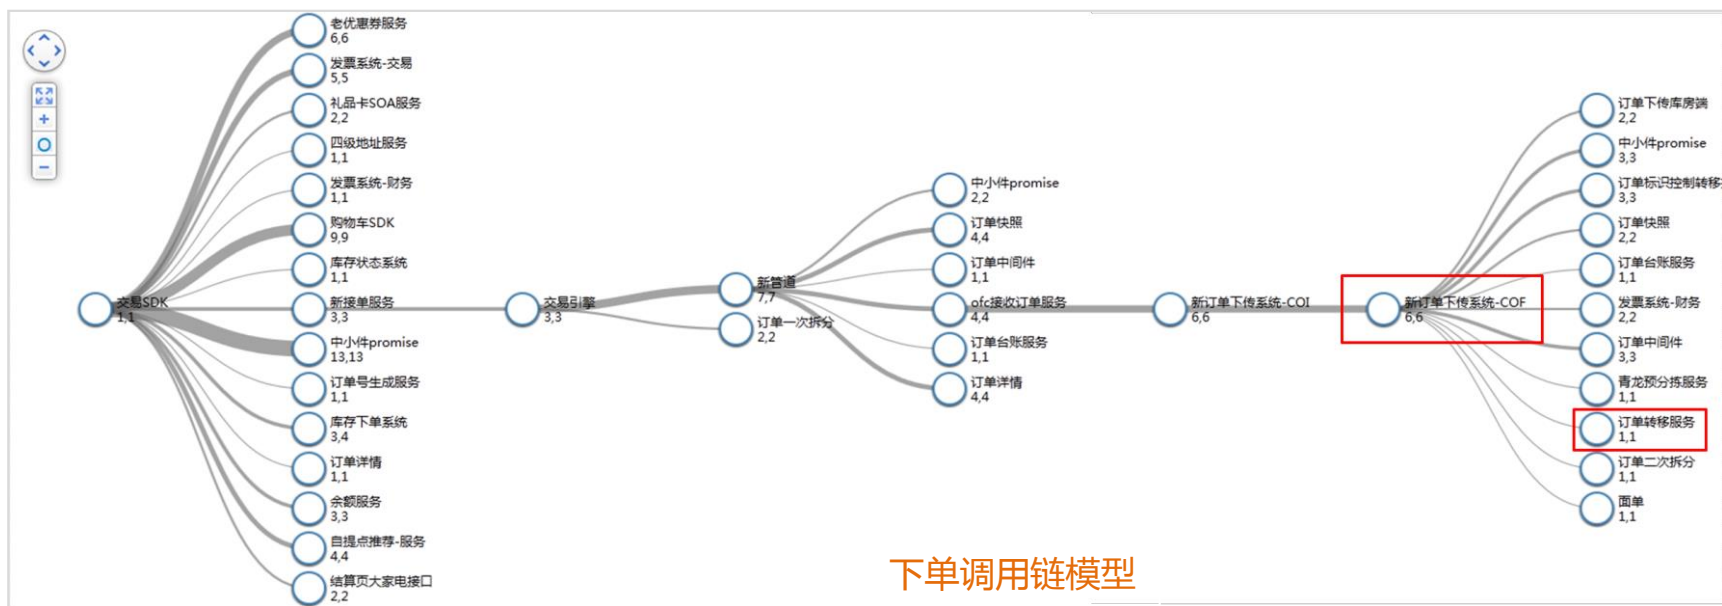 老优惠券服务
6,6
发票系统-交易
5,5
礼品卡SOA服务
2,2
四级地址服务
1,1
发票系统-财务
1,1
购物车SDK
9,9
库存状态系统
1,1
交易SDK
1,1
新接单服务
3,3
中小件promise
13,13
订单号生成服务
1,1
库存下单系统
3,4
订单详情
1,1
余额服务
3,3
自提点推荐-服务
4,4
结算页大家电接口
2,2
交易引擎
3,3
新管道
7,7
订单一次拆分
2,2
中小件promise
2,2
订单快照
4,4
订单中间件
1,1
ofc接收订单服务
4,4
订单台账服务
1,1
订单详情
4,4
新订单下传系统-COI
6,6
新订单下传系统-COF
6,6
订单下传库房端
2,2
中小件promise
3,3
订单标识控制转移
3,3
订单快照
2,2
订单台账服务
1,1
发票系统-财务
2,2
订单中间件
3,3
青龙预分拣服务
1,1
订单转移服务
1,1
订单二次拆分
1,1
面单
1,1
下单调用链模型